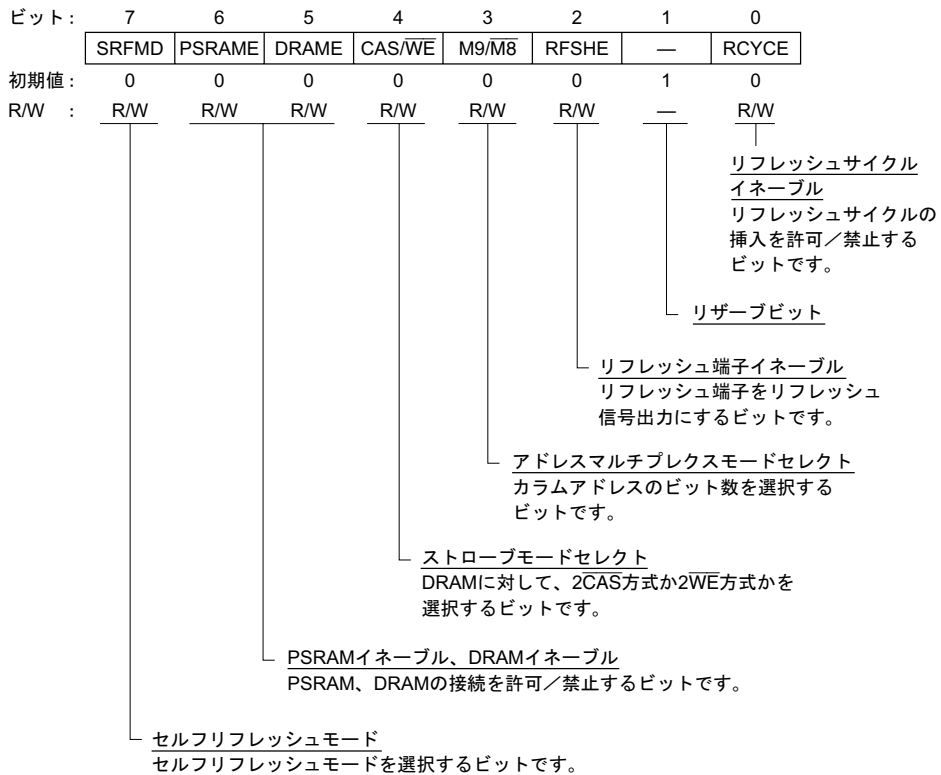 ビット： 7 6 5 4 3 2 1 0
SRFMD PSRAME DRAME CAS/W̅E̅ M9/M̅8̅ RFSHE — RCYCE
初期値： 0 0 0 0 0 0 1 0
R/W ： R/W R/W R/W R/W R/W R/W — R/W
リフレッシュサイクル
イネーブル
リフレッシュサイクルの
挿入を許可／禁止する
ビットです。
リザーブビット
リフレッシュ端子イネーブル
リフレッシュ端子をリフレッシュ
信号出力にするビットです。
アドレスマルチプレクスモードセレクト
カラムアドレスのビット数を選択する
ビットです。
ストローブモードセレクト
DRAMに対して、2C̅A̅S̅方式か2W̅E̅方式かを
選択するビットです。
PSRAMイネーブル、DRAMイネーブル
PSRAM、DRAMの接続を許可／禁止するビットです。
セルフリフレッシュモード
セルフリフレッシュモードを選択するビットです。